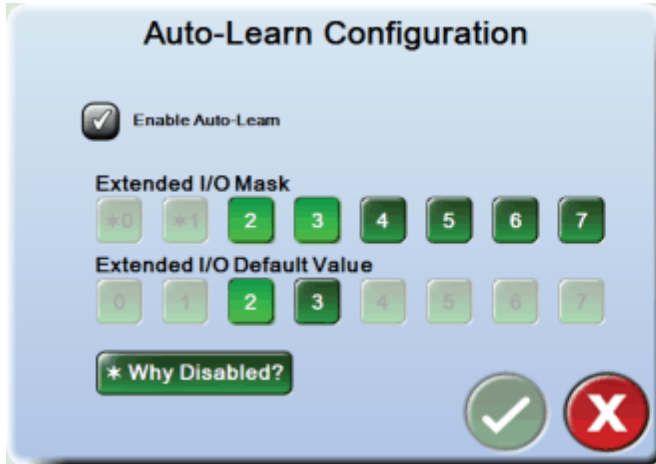 Auto-Learn Configuration
Enable Auto-Learn
Extended I/O Mask
*0 *1 2 3 4 5 6 7
Extended I/O Default Value
0 1 2 3 4 5 6 7
* Why Disabled?